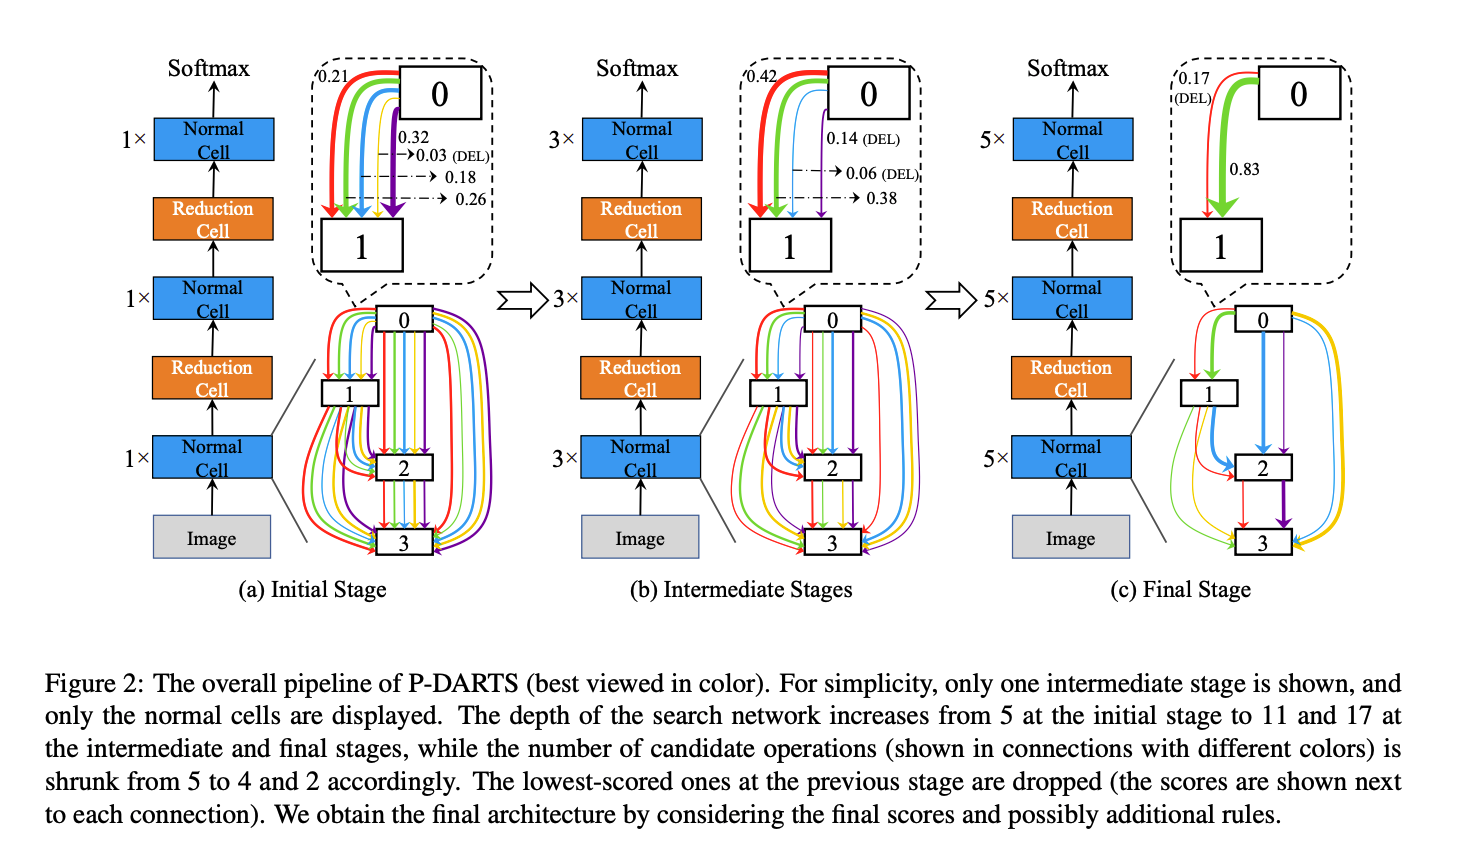 Softmax
1×
Normal
Cell
Reduction
Cell
1×
Normal
Cell
Reduction
Cell
1×
Normal
Cell
Image
0.21
0
0.32
0.03 (DEL)
0.18
0.26
1
0
1
2
3
(a) Initial Stage
Softmax
3×
Normal
Cell
Reduction
Cell
3×
Normal
Cell
Reduction
Cell
3×
Normal
Cell
Image
0.42
0
0.14 (DEL)
0.06 (DEL)
0.38
1
0
1
2
3
(b) Intermediate Stages
Softmax
5×
Normal
Cell
Reduction
Cell
5×
Normal
Cell
Reduction
Cell
5×
Normal
Cell
Image
0.17
(DEL)
0
0.83
1
0
1
2
3
(c) Final Stage
Figure 2: The overall pipeline of P-DARTS (best viewed in color). For simplicity, only one intermediate stage is shown, and
only the normal cells are displayed. The depth of the search network increases from 5 at the initial stage to 11 and 17 at
the intermediate and final stages, while the number of candidate operations (shown in connections with different colors) is
shrunk from 5 to 4 and 2 accordingly. The lowest-scored ones at the previous stage are dropped (the scores are shown next
to each connection). We obtain the final architecture by considering the final scores and possibly additional rules.